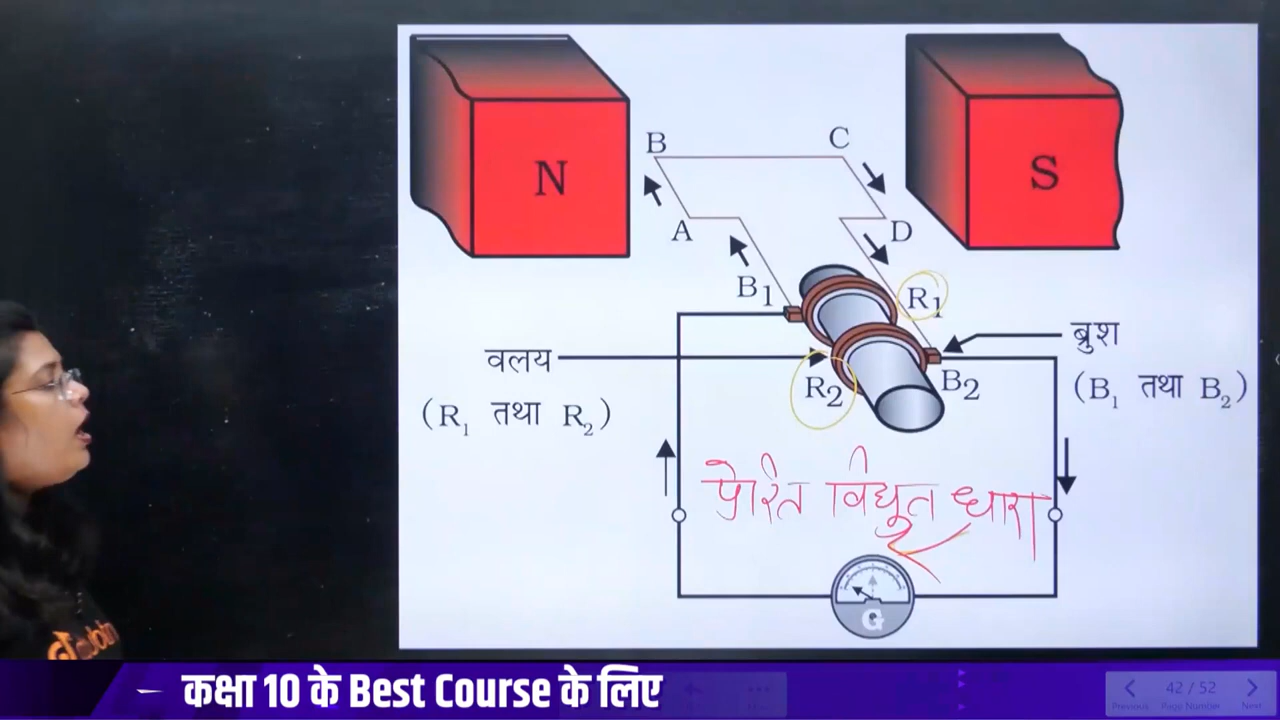 N
S
B
C
A
D
B1
R1
वलय
ब्रुश
R2
B2
(R1 तथा R2)
(B1 तथा B2)
प्रेरित विद्युत धारा
G
कक्षा 10 के Best Course के लिए
42 / 52
Previous Page Number Next